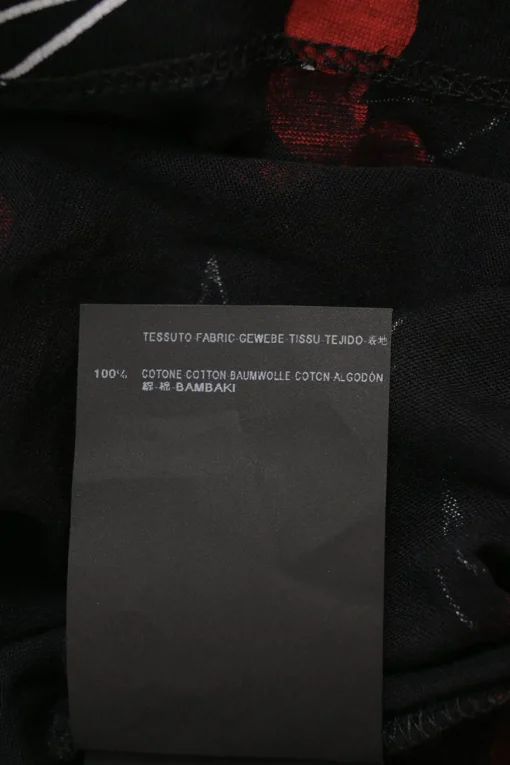 TESSUTO-FABRIC-GEWEBE-TISSU-TEJIDO-表地
100% COTONE-COTTON-BAUMWOLLE-COTON-ALGODÓN
綿-棉-BAMBAKI